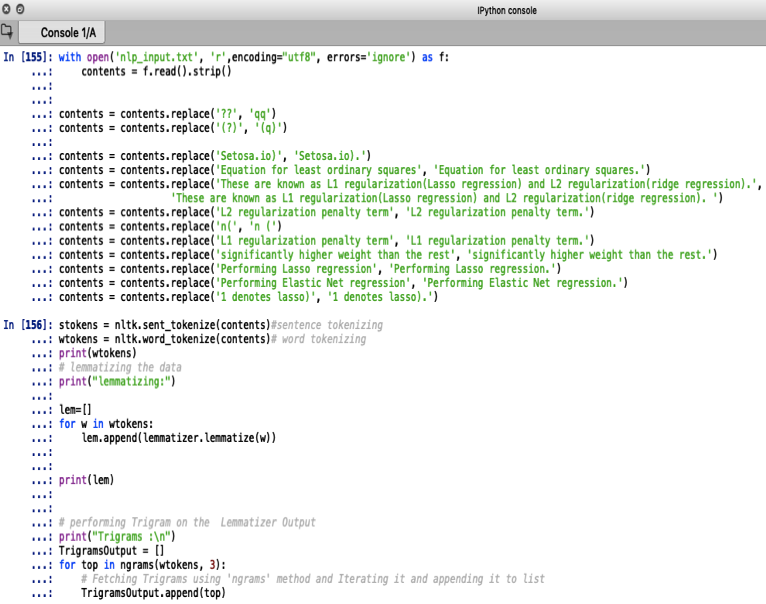 IPython console
Console 1/A
In [155]: with open('nlp_input.txt', 'r',encoding="utf8", errors='ignore') as f:
    ...:     contents = f.read().strip()
    ...:
    ...:
    ...: contents = contents.replace('??', 'qq')
    ...: contents = contents.replace('(?)', '(q)')
    ...:
    ...: contents = contents.replace('Setosa.io)', 'Setosa.io).')
    ...: contents = contents.replace('Equation for least ordinary squares', 'Equation for least ordinary squares.')
    ...: contents = contents.replace('These are known as L1 regularization(Lasso regression) and L2 regularization(ridge regression).',
    ...:                     'These are known as L1 regularization(Lasso regression) and L2 regularization(ridge regression). ')
    ...: contents = contents.replace('L2 regularization penalty term', 'L2 regularization penalty term.')
    ...: contents = contents.replace('n(', 'n (')
    ...: contents = contents.replace('L1 regularization penalty term', 'L1 regularization penalty term.')
    ...: contents = contents.replace('significantly higher weight than the rest', 'significantly higher weight than the rest.')
    ...: contents = contents.replace('Performing Lasso regression', 'Performing Lasso regression.')
    ...: contents = contents.replace('Performing Elastic Net regression', 'Performing Elastic Net regression.')
    ...: contents = contents.replace('1 denotes lasso)', '1 denotes lasso).')
In [156]: stokens = nltk.sent_tokenize(contents)#sentence tokenizing
    ...: wtokens = nltk.word_tokenize(contents)# word tokenizing
    ...: print(wtokens)
    ...: # lemmatizing the data
    ...: print("lemmatizing:")
    ...:
    ...: lem=[]
    ...: for w in wtokens:
    ...:     lem.append(lemmatizer.lemmatize(w))
    ...:
    ...:
    ...: print(lem)
    ...:
    ...:
    ...: # performing Trigram on the  Lemmatizer Output
    ...: print("Trigrams :\n")
    ...: TrigramsOutput = []
    ...: for top in ngrams(wtokens, 3):
    ...:     # Fetching Trigrams using 'ngrams' method and Iterating it and appending it to list
    ...:     TrigramsOutput.append(top)